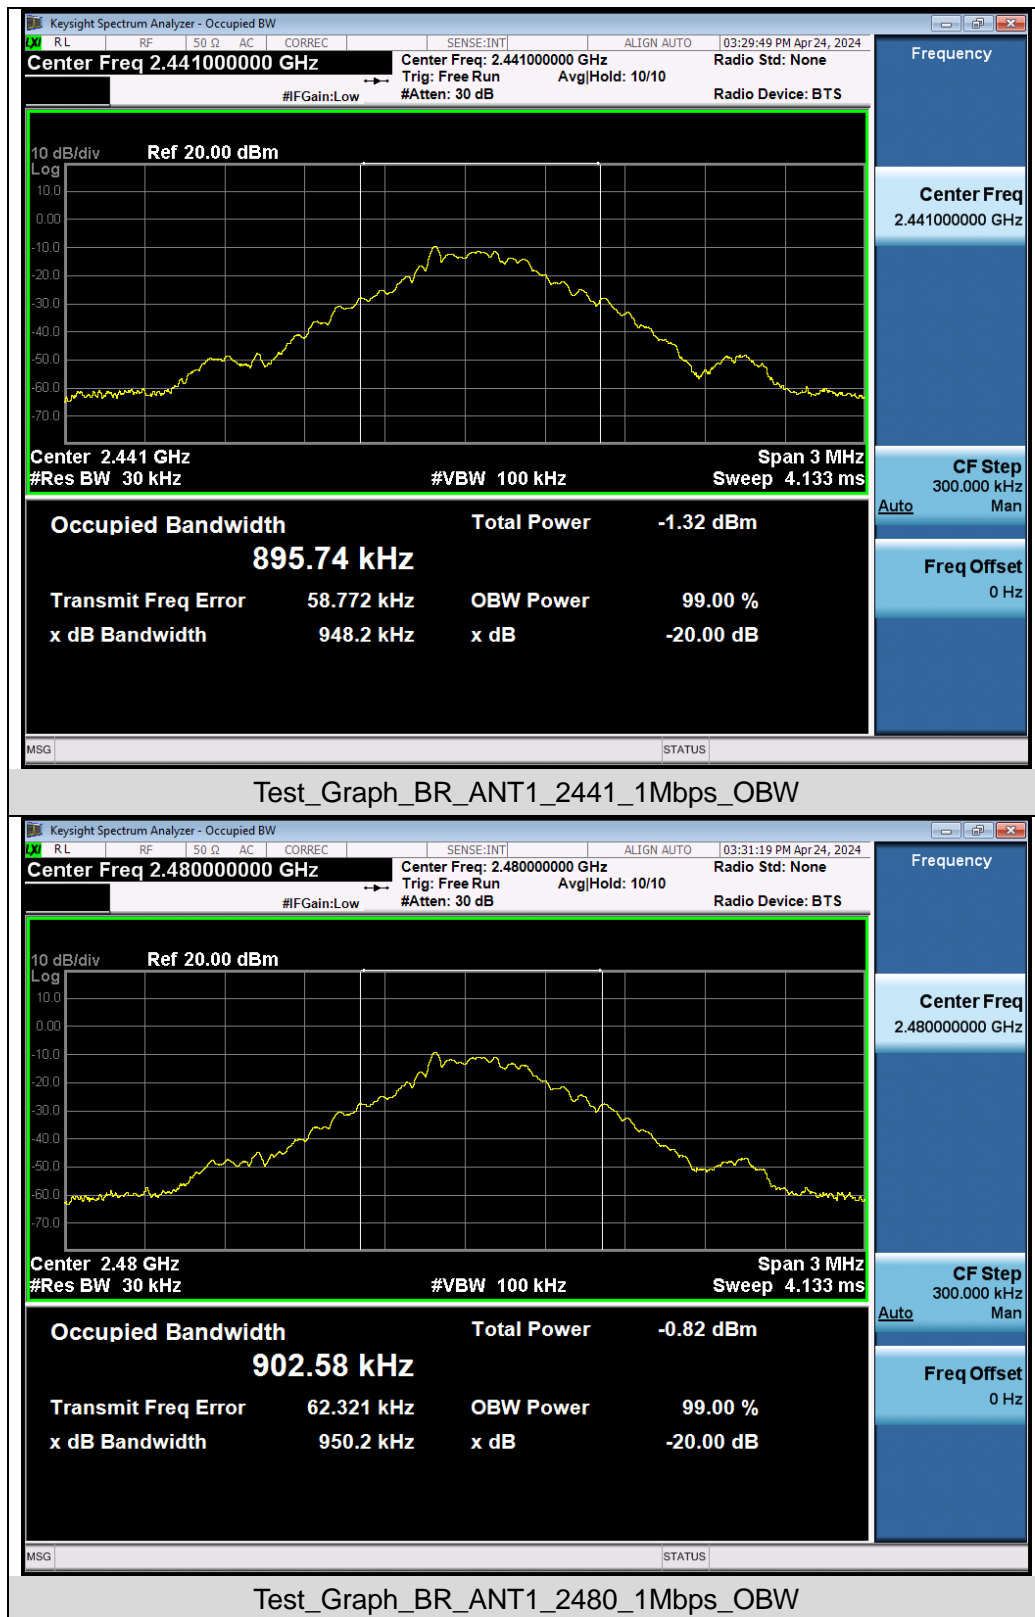 Keysight Spectrum Analyzer - Occupied BW
LXI RL RF 50 Ω AC CORREC SENSE:INT ALIGN AUTO 03:29:49 PM Apr 24, 2024
Center Freq 2.441000000 GHz Center Freq: 2.441000000 GHz Radio Std: None
Trig: Free Run Avg|Hold: 10/10
#IFGain:Low #Atten: 30 dB Radio Device: BTS
Frequency
10 dB/div Ref 20.00 dBm
Log
10.0
0.00
-10.0
-20.0
-30.0
-40.0
-50.0
-60.0
-70.0
Center Freq
2.441000000 GHz
Center 2.441 GHz Span 3 MHz
#Res BW 30 kHz #VBW 100 kHz Sweep 4.133 ms
CF Step
300.000 kHz
Auto Man
Occupied Bandwidth Total Power -1.32 dBm
895.74 kHz
Transmit Freq Error 58.772 kHz OBW Power 99.00 %
x dB Bandwidth 948.2 kHz x dB -20.00 dB
Freq Offset
0 Hz
MSG STATUS
Test_Graph_BR_ANT1_2441_1Mbps_OBW
Keysight Spectrum Analyzer - Occupied BW
LXI RL RF 50 Ω AC CORREC SENSE:INT ALIGN AUTO 03:31:19 PM Apr 24, 2024
Center Freq 2.480000000 GHz Center Freq: 2.480000000 GHz Radio Std: None
Trig: Free Run Avg|Hold: 10/10
#IFGain:Low #Atten: 30 dB Radio Device: BTS
Frequency
10 dB/div Ref 20.00 dBm
Log
10.0
0.00
-10.0
-20.0
-30.0
-40.0
-50.0
-60.0
-70.0
Center Freq
2.480000000 GHz
Center 2.48 GHz Span 3 MHz
#Res BW 30 kHz #VBW 100 kHz Sweep 4.133 ms
CF Step
300.000 kHz
Auto Man
Occupied Bandwidth Total Power -0.82 dBm
902.58 kHz
Transmit Freq Error 62.321 kHz OBW Power 99.00 %
x dB Bandwidth 950.2 kHz x dB -20.00 dB
Freq Offset
0 Hz
MSG STATUS
Test_Graph_BR_ANT1_2480_1Mbps_OBW